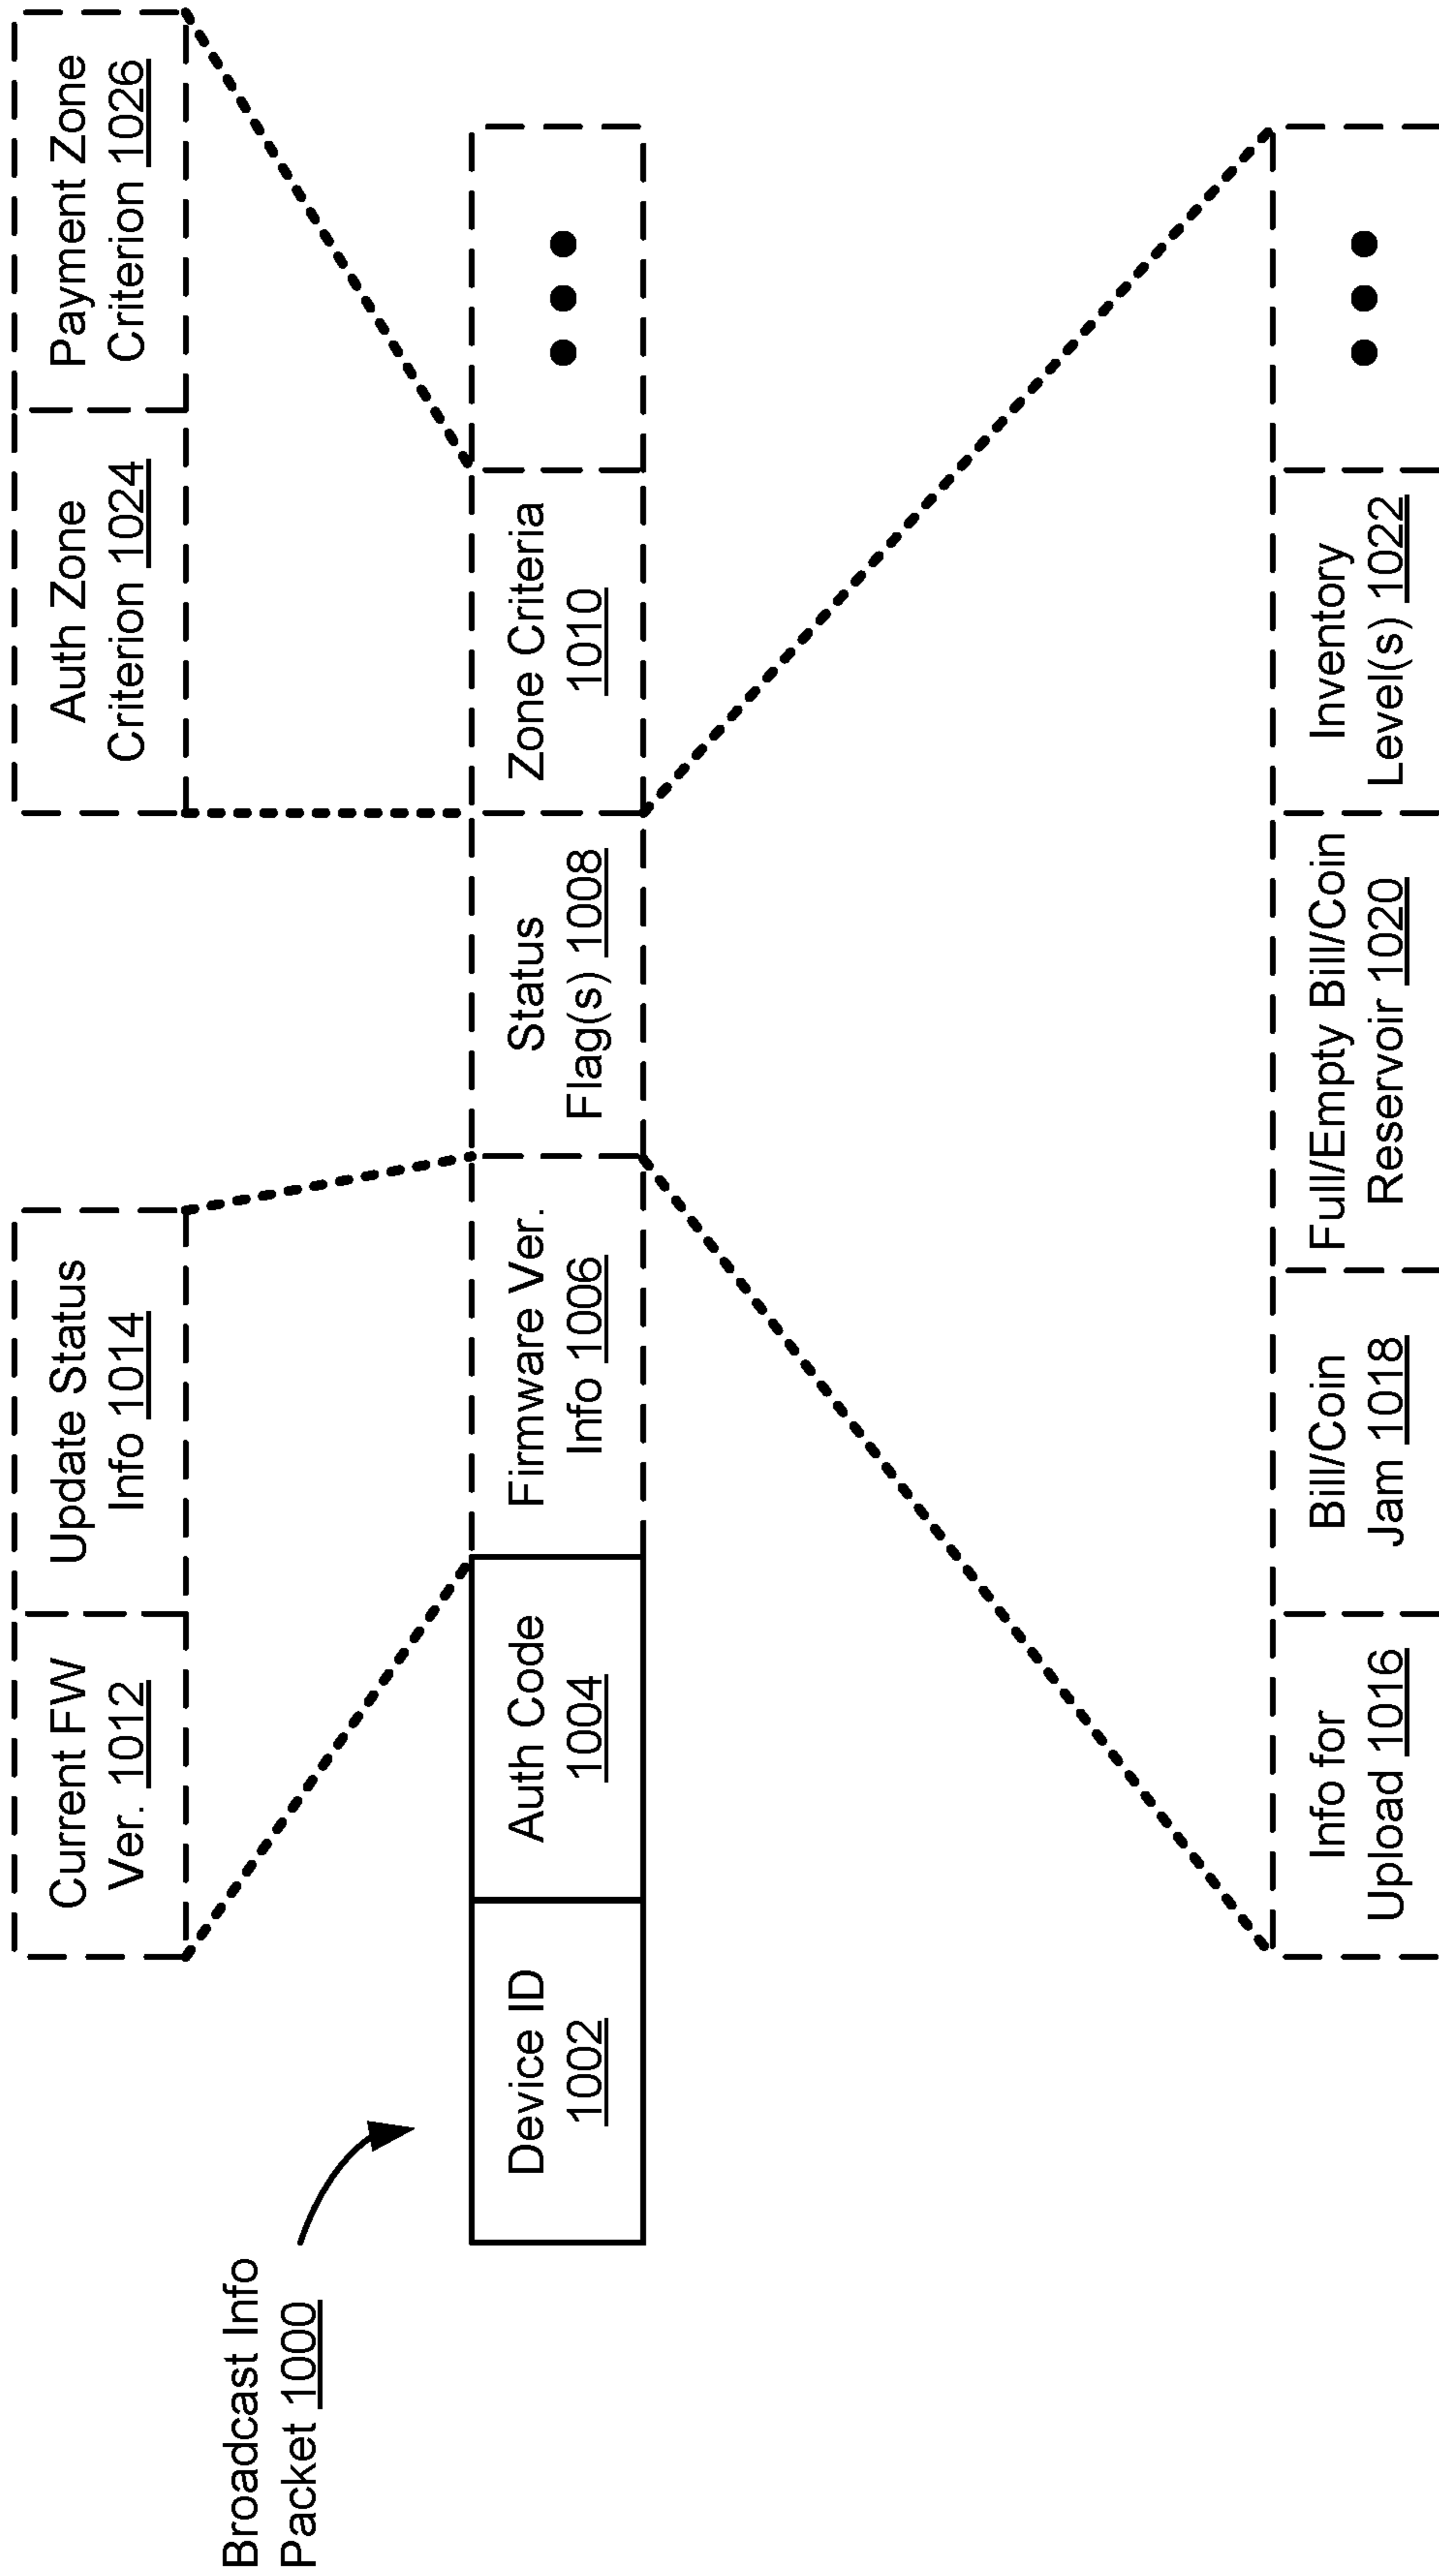 Current FW
Ver. 1012
Update Status
Info 1014
Auth Zone
Criterion 1024
Payment Zone
Criterion 1026
Broadcast Info
Packet 1000
Device ID
1002
Auth Code
1004
Firmware Ver.
Info 1006
Status
Flag(s) 1008
Zone Criteria
1010
Info for
Upload 1016
Bill/Coin
Jam 1018
Full/Empty Bill/Coin
Reservoir 1020
Inventory
Level(s) 1022